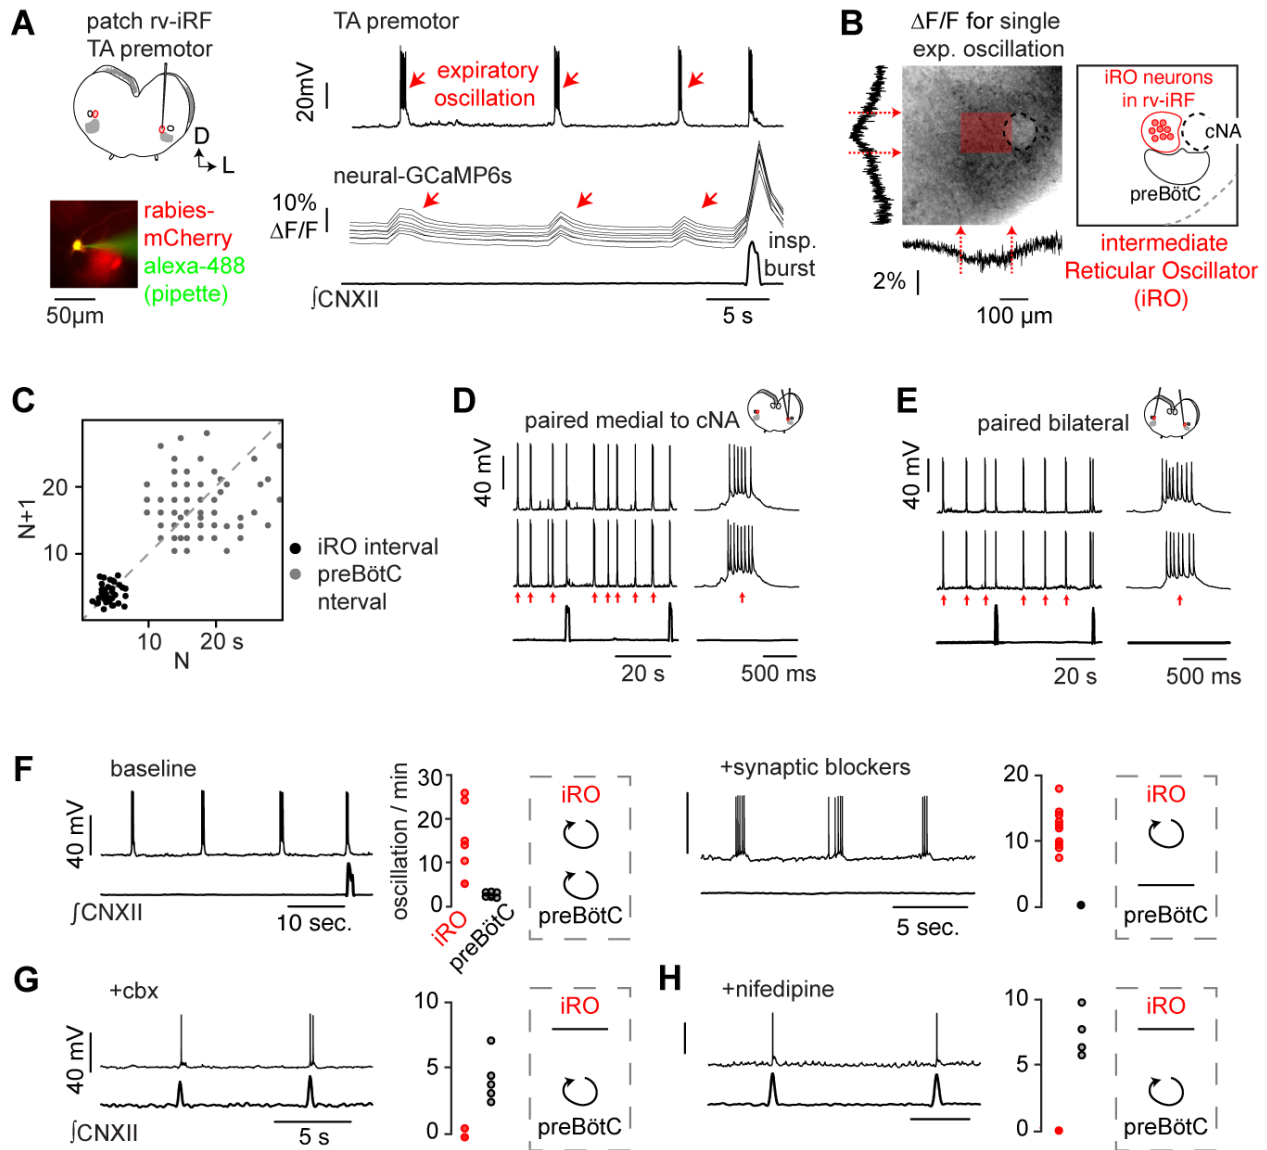 A
patch rv-iRF
TA premotor
D
L
rabies-
mCherry
alexa-488
(pipette)
50µm
TA premotor
20mV
expiratory
oscillation
neural-GCaMP6s
10%
ΔF/F
insp.
burst
∫CNXII
5 s
B
ΔF/F for single
exp. oscillation
2%
100 µm
iRO neurons
in rv-iRF
cNA
preBötC
intermediate
Reticular Oscillator
(iRO)
C
N+1
20
10
10
20 s
N
iRO interval
preBötC
nterval
D
paired medial to cNA
40 mV
20 s
500 ms
E
paired bilateral
40 mV
20 s
500 ms
F
baseline
40 mV
∫CNXII
10 sec.
oscillation / min
30
20
10
0
iRO
preBötC
iRO
preBötC
+synaptic blockers
5 sec.
20
10
0
iRO
preBötC
G
+cbx
40 mV
∫CNXII
5 s
10
5
0
iRO
preBötC
H
+nifedipine
10
5
0
iRO
preBötC